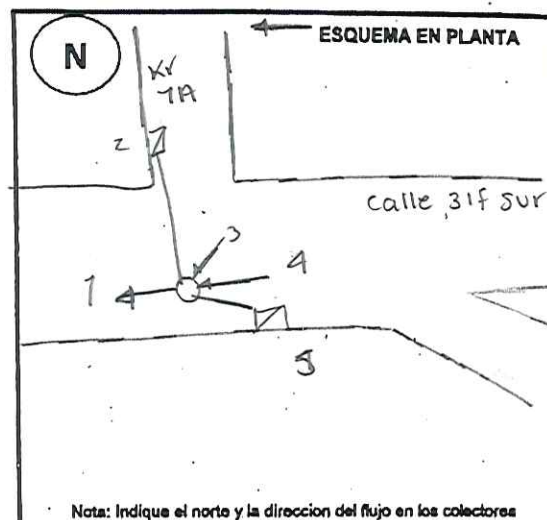 N
ESQUEMA EN PLANTA
Kr
1A
2
Calle 31f Sur
3
4
1
5
Nota: Indique el norte y la direccion del flujo en los colectores